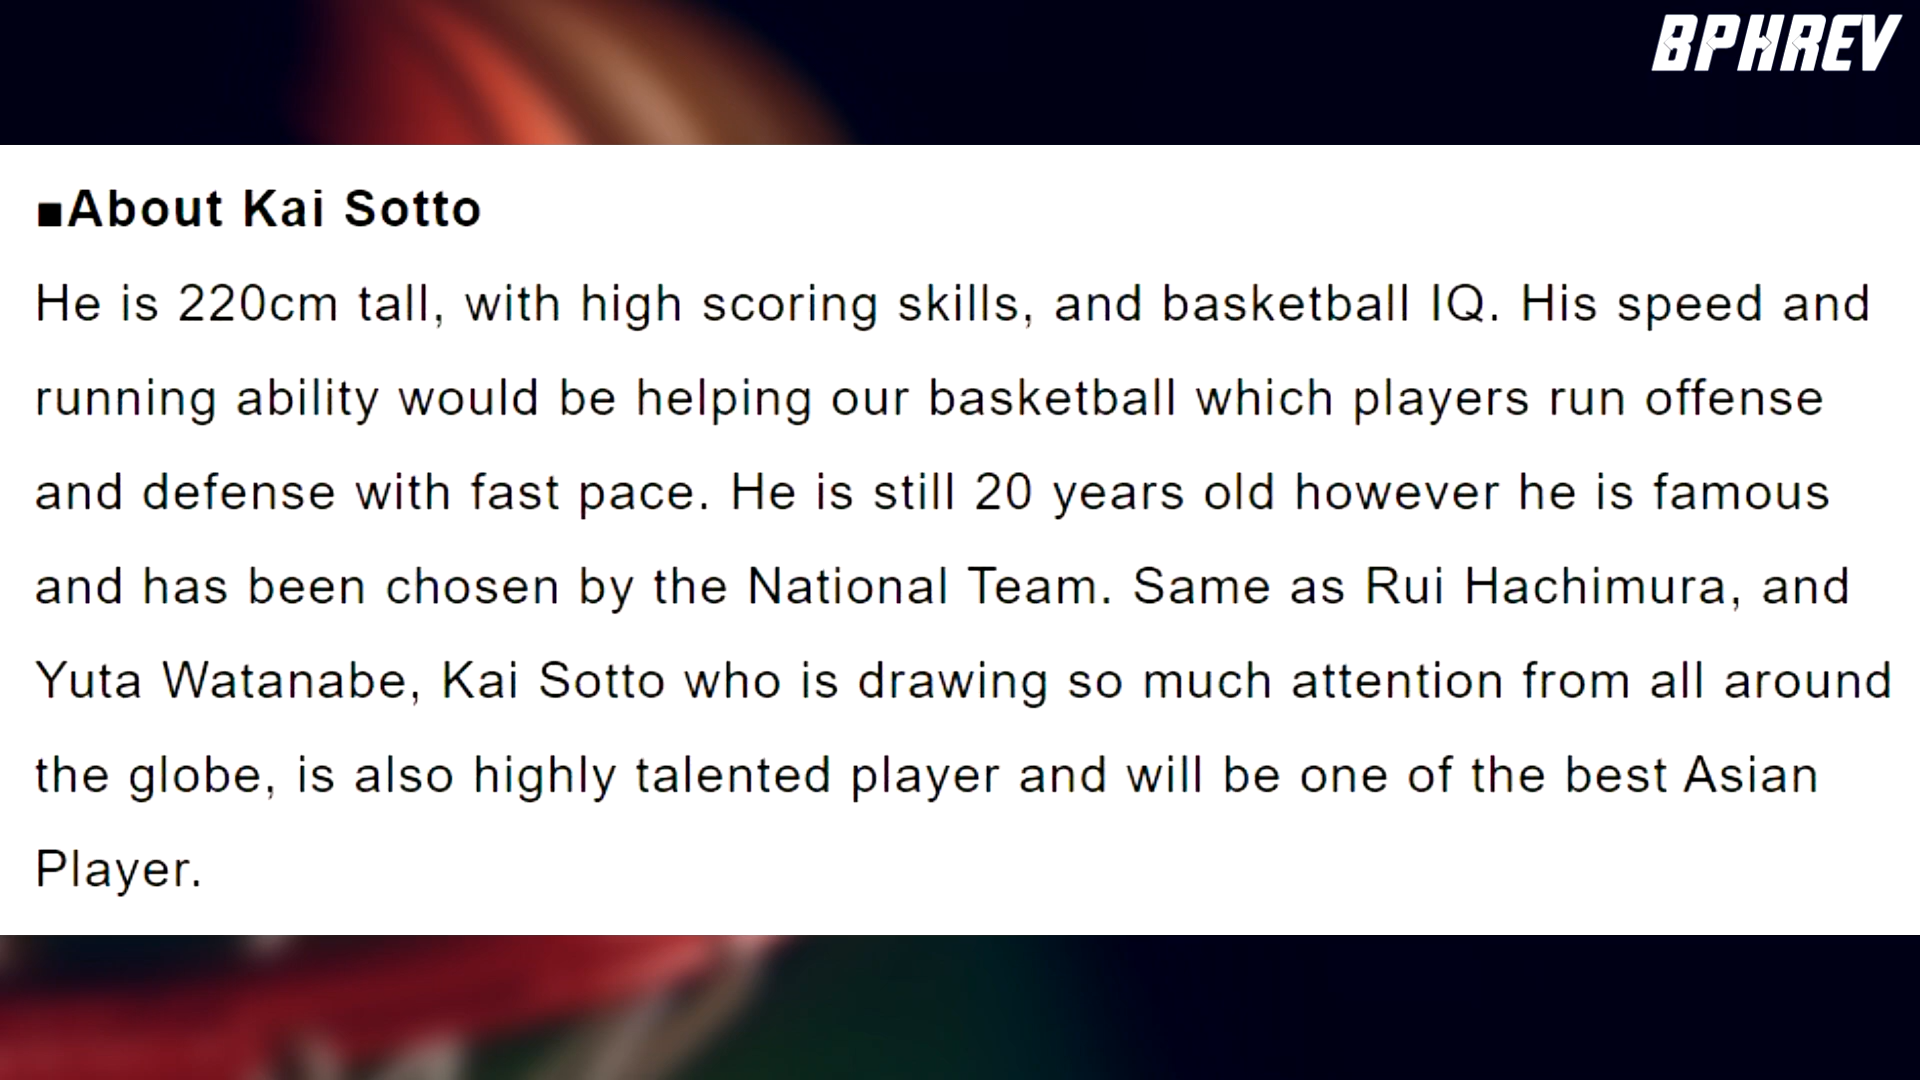 BPHREV
■About Kai Sotto
He is 220cm tall, with high scoring skills, and basketball IQ. His speed and
running ability would be helping our basketball which players run offense
and defense with fast pace. He is still 20 years old however he is famous
and has been chosen by the National Team. Same as Rui Hachimura, and
Yuta Watanabe, Kai Sotto who is drawing so much attention from all around
the globe, is also highly talented player and will be one of the best Asian
Player.